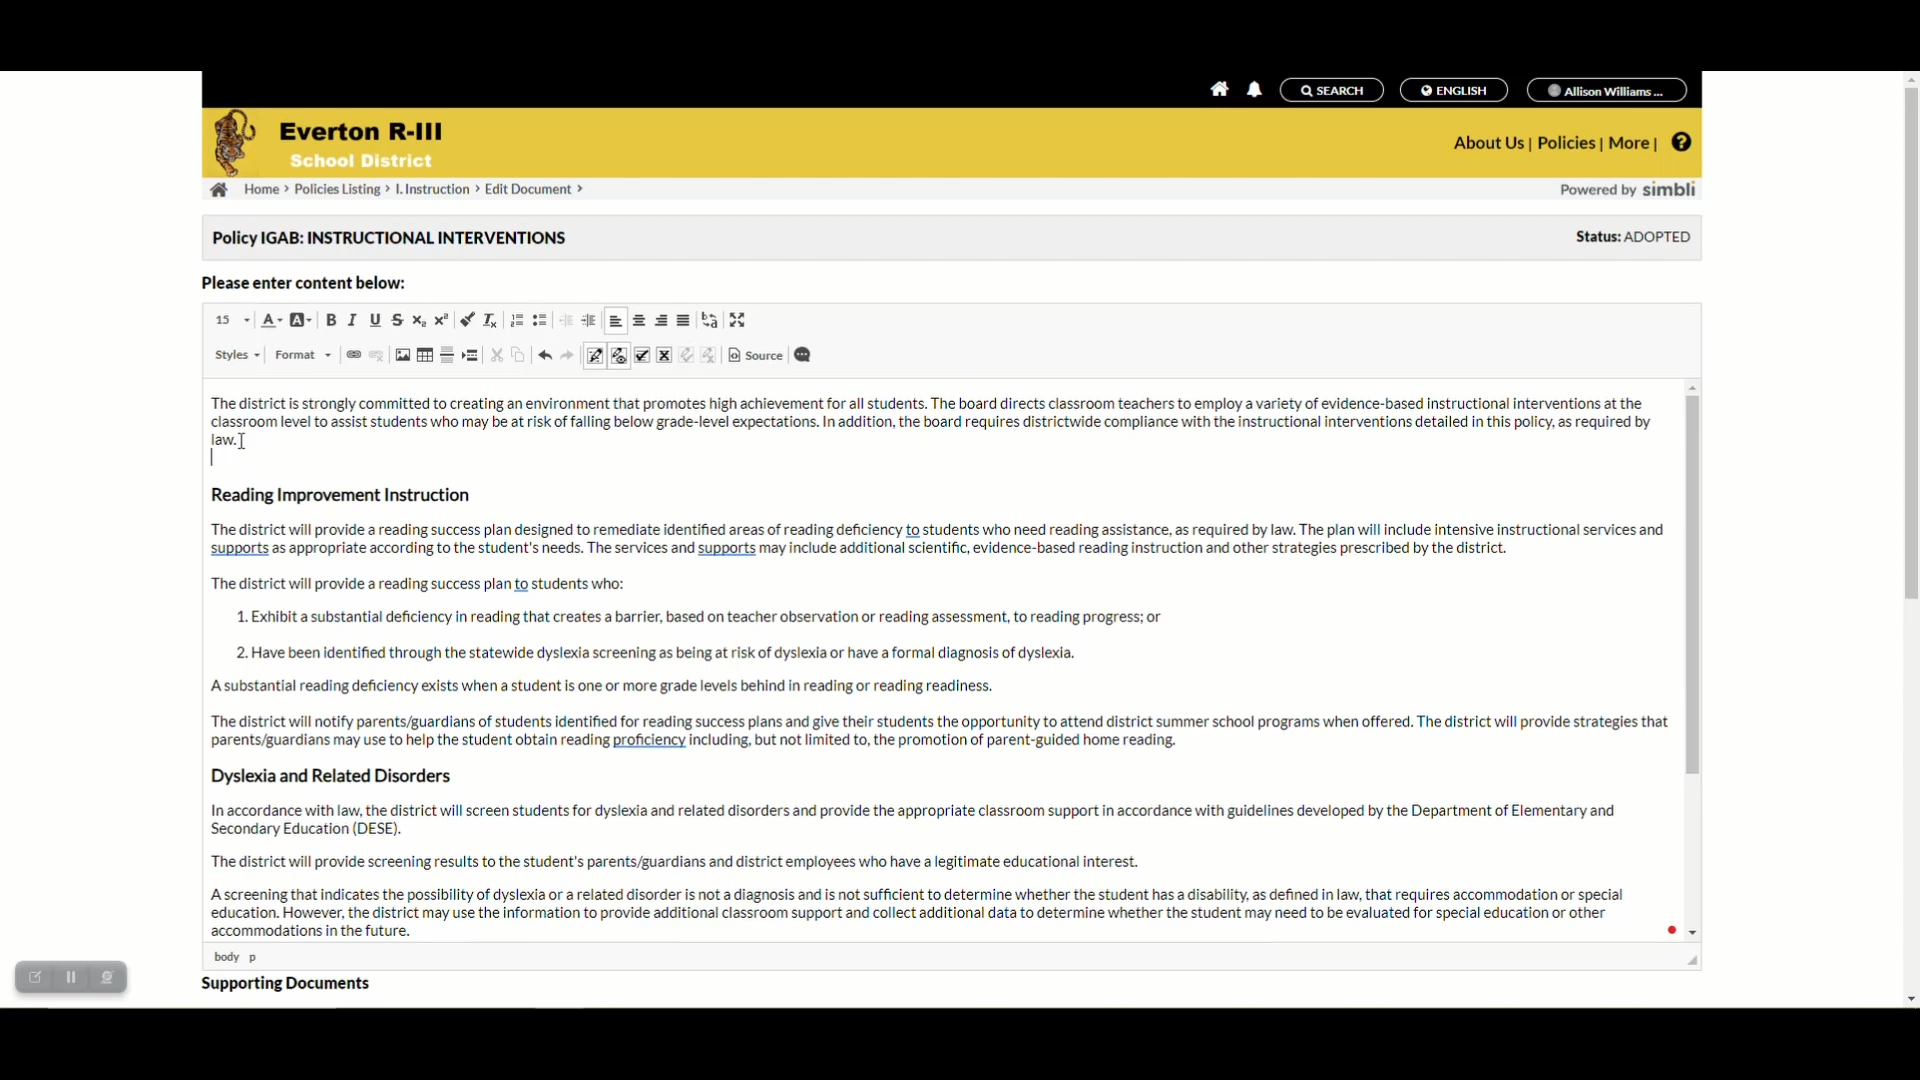 SEARCH
ENGLISH
Allison Williams ...
Everton R-III
School District
About Us | Policies | More |
Home > Policies Listing > I. Instruction > Edit Document >
Powered by simbli
Policy IGAB: INSTRUCTIONAL INTERVENTIONS
Status: ADOPTED
Please enter content below:
15
Styles
Format
Source
The district is strongly committed to creating an environment that promotes high achievement for all students. The board directs classroom teachers to employ a variety of evidence-based instructional interventions at the
classroom level to assist students who may be at risk of falling below grade-level expectations. In addition, the board requires districtwide compliance with the instructional interventions detailed in this policy, as required by
law.
Reading Improvement Instruction
The district will provide a reading success plan designed to remediate identified areas of reading deficiency to students who need reading assistance, as required by law. The plan will include intensive instructional services and
supports as appropriate according to the student's needs. The services and supports may include additional scientific, evidence-based reading instruction and other strategies prescribed by the district.
The district will provide a reading success plan to students who:
1. Exhibit a substantial deficiency in reading that creates a barrier, based on teacher observation or reading assessment, to reading progress; or
2. Have been identified through the statewide dyslexia screening as being at risk of dyslexia or have a formal diagnosis of dyslexia.
A substantial reading deficiency exists when a student is one or more grade levels behind in reading or reading readiness.
The district will notify parents/guardians of students identified for reading success plans and give their students the opportunity to attend district summer school programs when offered. The district will provide strategies that
parents/guardians may use to help the student obtain reading proficiency including, but not limited to, the promotion of parent-guided home reading.
Dyslexia and Related Disorders
In accordance with law, the district will screen students for dyslexia and related disorders and provide the appropriate classroom support in accordance with guidelines developed by the Department of Elementary and
Secondary Education (DESE).
The district will provide screening results to the student's parents/guardians and district employees who have a legitimate educational interest.
A screening that indicates the possibility of dyslexia or a related disorder is not a diagnosis and is not sufficient to determine whether the student has a disability, as defined in law, that requires accommodation or special
education. However, the district may use the information to provide additional classroom support and collect additional data to determine whether the student may need to be evaluated for special education or other
accommodations in the future.
body p
Supporting Documents